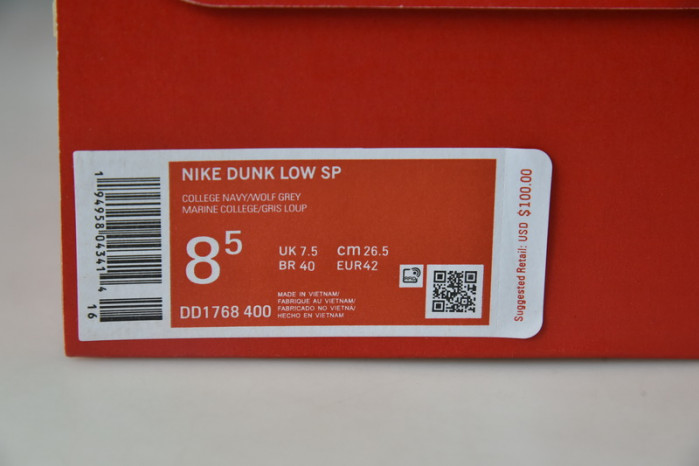 NIKE DUNK LOW SP
COLLEGE NAVY/WOLF GREY
MARINE COLLEGE/GRIS LOUP
8 5
UK 7.5 cm 26.5
BR 40 EUR42
DD1768 400
MADE IN VIETNAM/
FABRIQUE AU VIETNAM/
FABRICADO NO VIETNÃ/
HECHO EN VIETNAM
1 94958 04341 4
16
Suggested Retail: USD $100.00